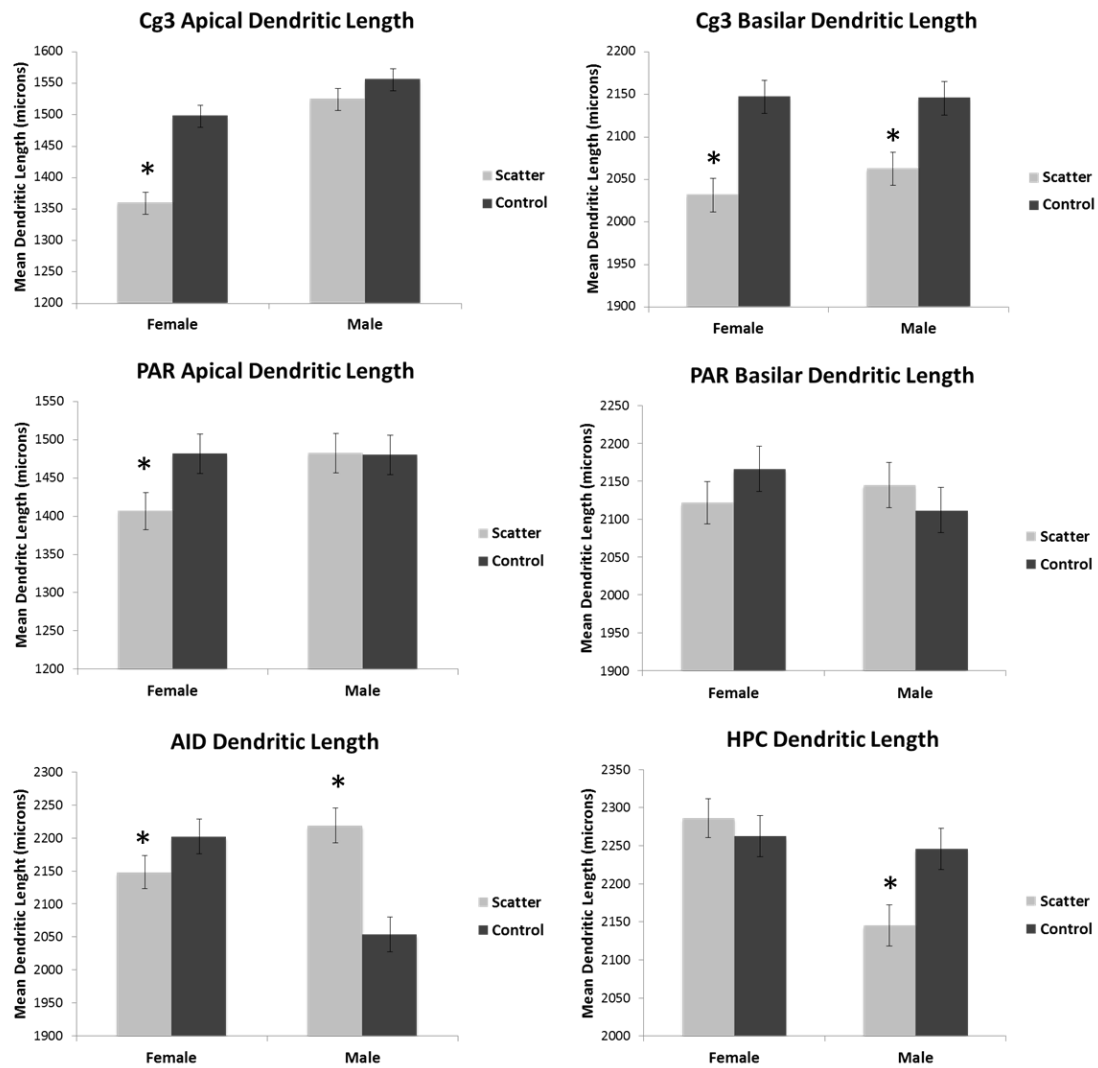 Cg3 Apical Dendritic Length
Mean Dendritic Length (microns)
1600
1550
1500
1450
1400
1350
1300
1250
1200
*
Female
Male
Scatter
Control
Cg3 Basilar Dendritic Length
Mean Dendritic Length (microns)
2200
2150
2100
2050
2000
1950
1900
*
*
Female
Male
Scatter
Control
PAR Apical Dendritic Length
Mean Dendritc Length (microns)
1550
1500
1450
1400
1350
1300
1250
1200
*
Female
Male
Scatter
Control
PAR Basilar Dendritic Length
Mean Dendritic Length (microns)
2250
2200
2150
2100
2050
2000
1950
1900
Female
Male
Scatter
Control
AID Dendritic Length
Mean Dendritic Lenght (microns)
2300
2250
2200
2150
2100
2050
2000
1950
1900
*
*
Female
Male
Scatter
Control
HPC Dendritic Length
Mean Dendritic Length (microns)
2350
2300
2250
2200
2150
2100
2050
2000
*
Female
Male
Scatter
Control